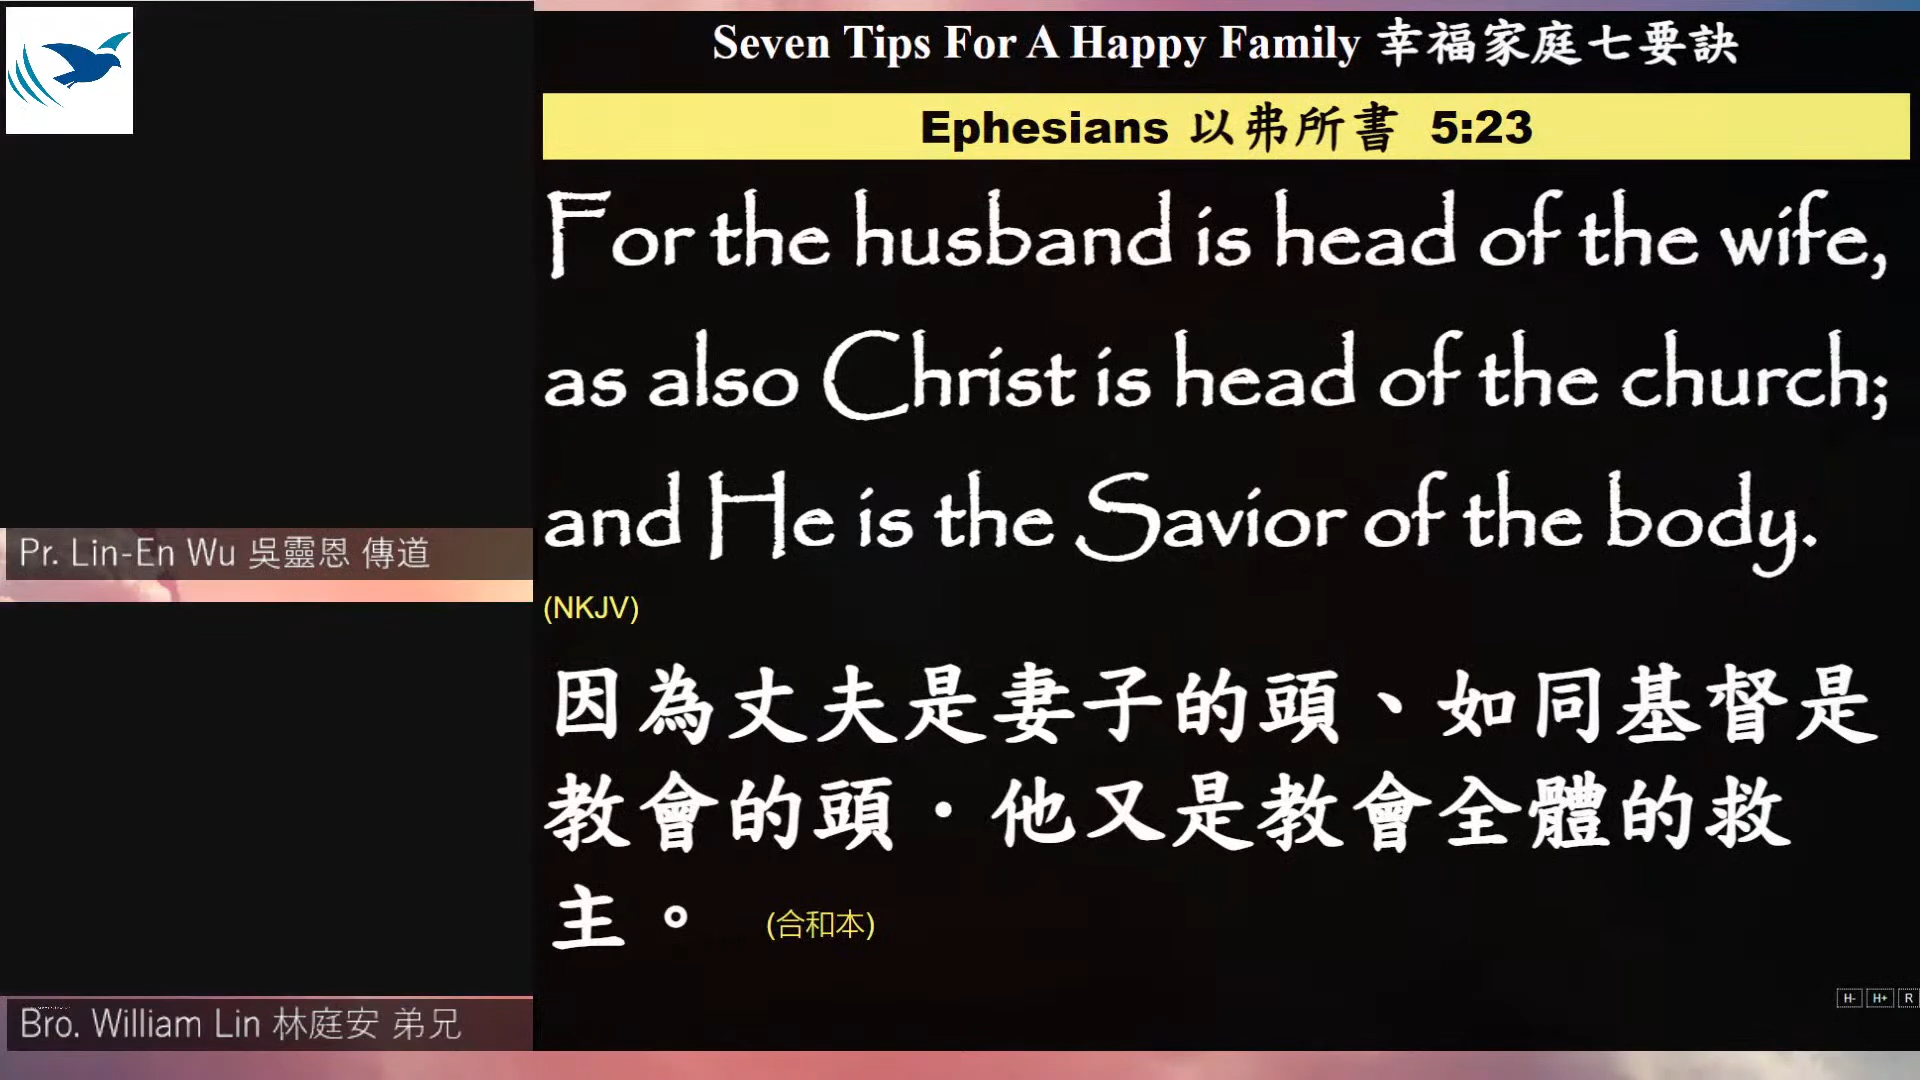 Seven Tips For A Happy Family 幸福家庭七要訣
Ephesians 以弗所書 5:23
For the husband is head of the wife,
as also Christ is head of the church;
and He is the Savior of the body.
(NKJV)
因為丈夫是妻子的頭、如同基督是
教會的頭．他又是教會全體的救
主。 (合和本)
Pr. Lin-En Wu 吳靈恩 傳道
Bro. William Lin 林庭安 弟兄
H- H+ R